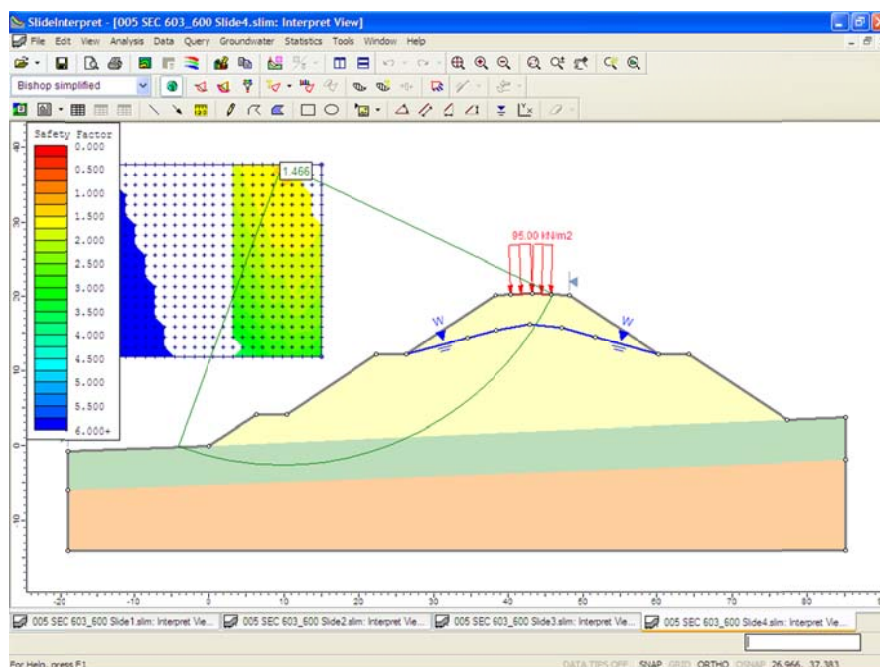 SlideInterpret - [005 SEC 603_600 Slide4.slim: Interpret View]
File Edit View Analysis Data Query Groundwater Statistics Tools Window Help
Bishop simplified
Safety Factor
0.000
0.500
1.000
1.500
2.000
2.500
3.000
3.500
4.000
4.500
5.000
5.500
6.000+
1.466
95.00 kN/m2
W
W
40
30
20
10
0
-10
-20 0 10 20 30 40 50 60 70 80
005 SEC 603_600 Slide1.slim: Interpret Vie... 005 SEC 603_600 Slide2.slim: Interpret Vie... 005 SEC 603_600 Slide3.slim: Interpret Vie... 005 SEC 603_600 Slide4.slim: Interpret Vie...
For Help, press F1 DATA TIPS OFF SNAP GRID ORTHO OSNAP 26.966, 37.383